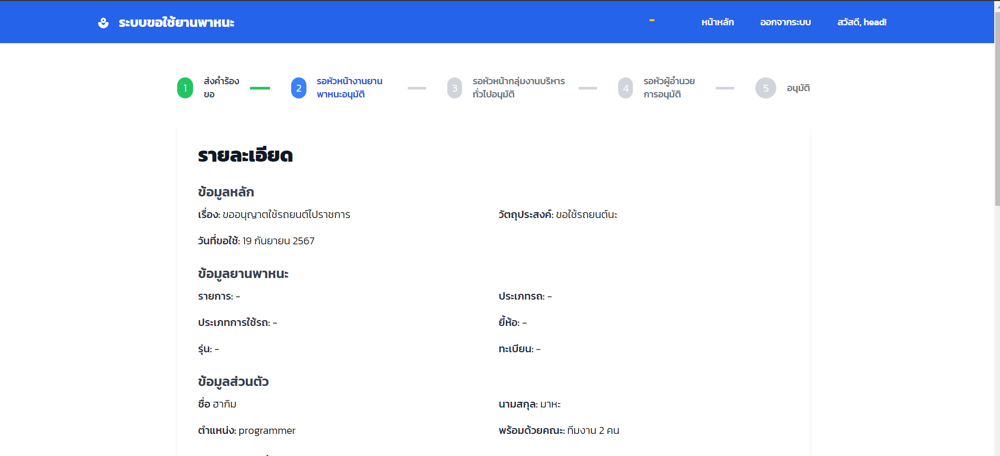 ระบบขอใช้ยานพาหนะ
หน้าหลัก
ออกจากระบบ
สวัสดี, head!
1
ส่งคำร้อง
ขอ
2
รอหัวหน้างานยาน
พาหนะอนุมัติ
3
รอหัวหน้ากลุ่มงานบริหาร
ทั่วไปอนุมัติ
4
รอหัวผู้อำนวย
การอนุมัติ
5
อนุมัติ
รายละเอียด
ข้อมูลหลัก
เรื่อง: ขออนุญาตใช้รถยนต์ไปราชการ
วัตถุประสงค์: ขอใช้รถยนต์นะ
วันที่ขอใช้: 19 กันยายน 2567
ข้อมูลยานพาหนะ
รายการ: -
ประเภทรถ: -
ประเภทการใช้รถ: -
ยี้ห้อ: -
รุ่น: -
ทะเบียน: -
ข้อมูลส่วนตัว
ชื่อ ฮากิม
นามสกุล: มาหะ
ตำแหน่ง: programmer
พร้อมด้วยคณะ: ทีมงาน 2 คน